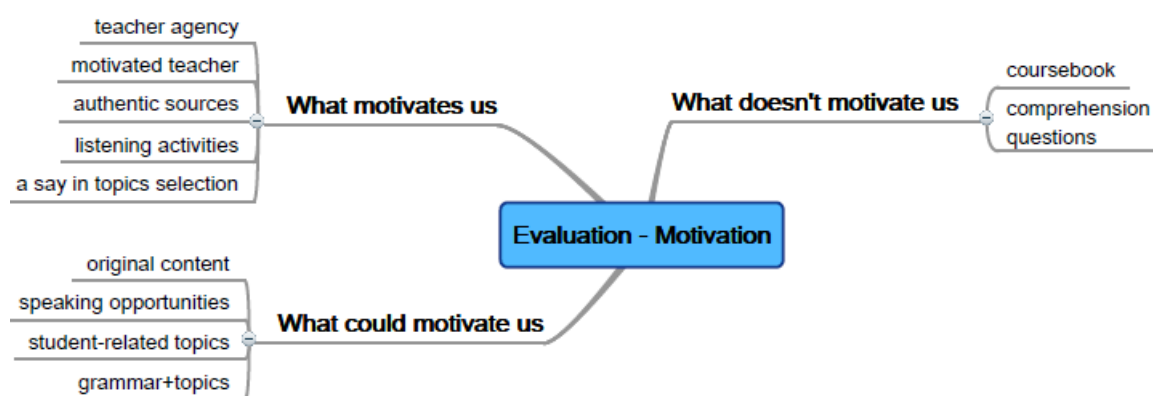 teacher agency
motivated teacher
authentic sources
listening activities
a say in topics selection
What motivates us
What doesn't motivate us
coursebook
comprehension
questions
Evaluation - Motivation
original content
speaking opportunities
student-related topics
grammar+topics
What could motivate us